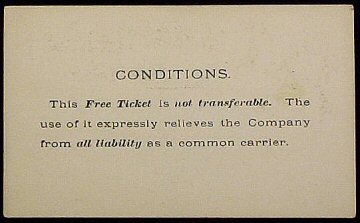 CONDITIONS.
This Free Ticket is not transferable. The
use of it expressly relieves the Company
from all liability as a common carrier.